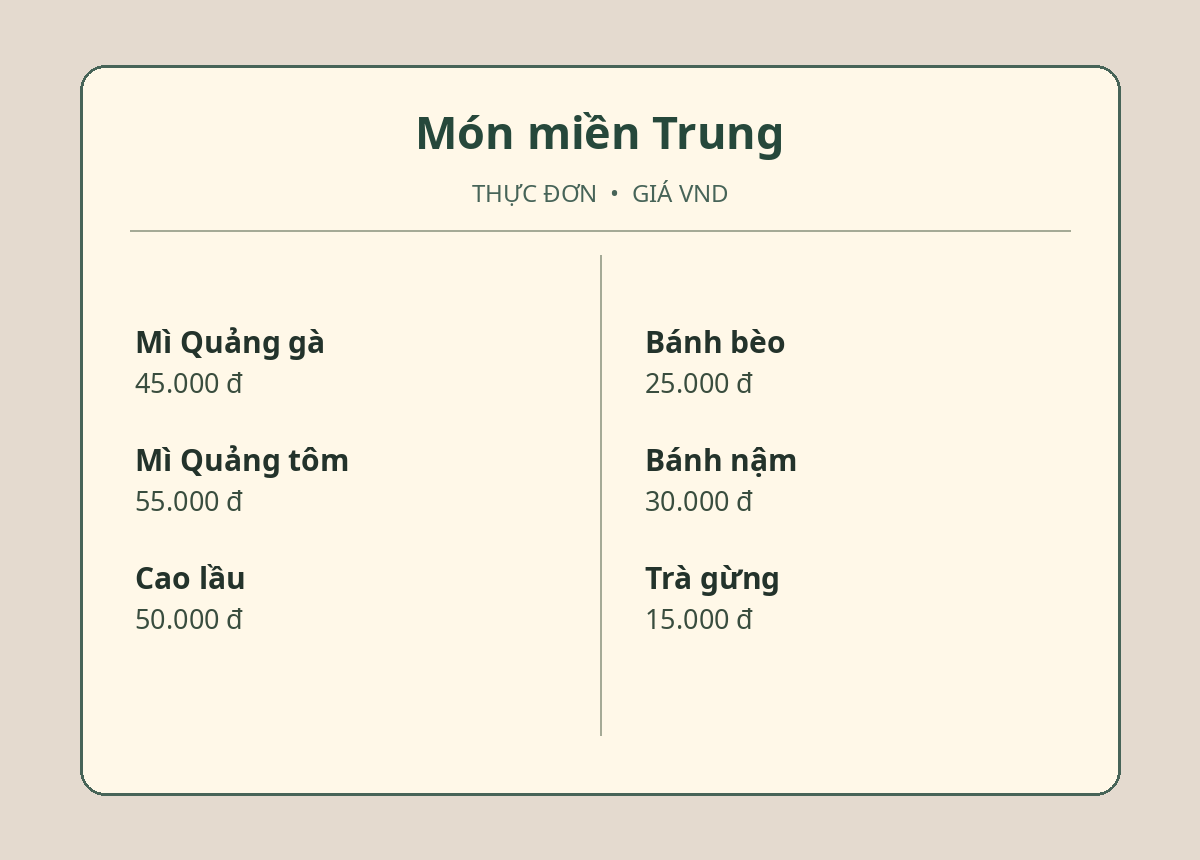 Món miền Trung
THỰC ĐƠN • GIÁ VND
Mì Quảng gà
45.000 đ
Mì Quảng tôm
55.000 đ
Cao lầu
50.000 đ
Bánh bèo
25.000 đ
Bánh nậm
30.000 đ
Trà gừng
15.000 đ